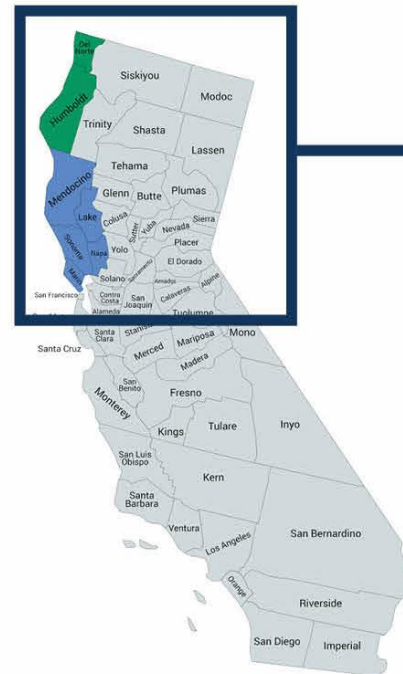 Del
Norte
Siskiyou
Modoc
Humboldt
Trinity
Shasta
Lassen
Tehama
Mendocino
Glenn
Butte
Plumas
Lake
Colusa
Sutter
Yuba
Sierra
Nevada
Placer
Sonoma
Napa
Yolo
El Dorado
Marin
Solano
Sacramento
Amador
Alpine
San Francisco
Contra
Costa
San
Joaquin
Calaveras
Alameda
Tuolumne
Mono
Santa
Clara
Stanis
Mariposa
Santa Cruz
Merced
Madera
San
Benito
Fresno
Monterey
Inyo
Kings
Tulare
San Luis
Obispo
Kern
Santa
Barbara
San Bernardino
Ventura
Los Angeles
Orange
Riverside
San Diego
Imperial